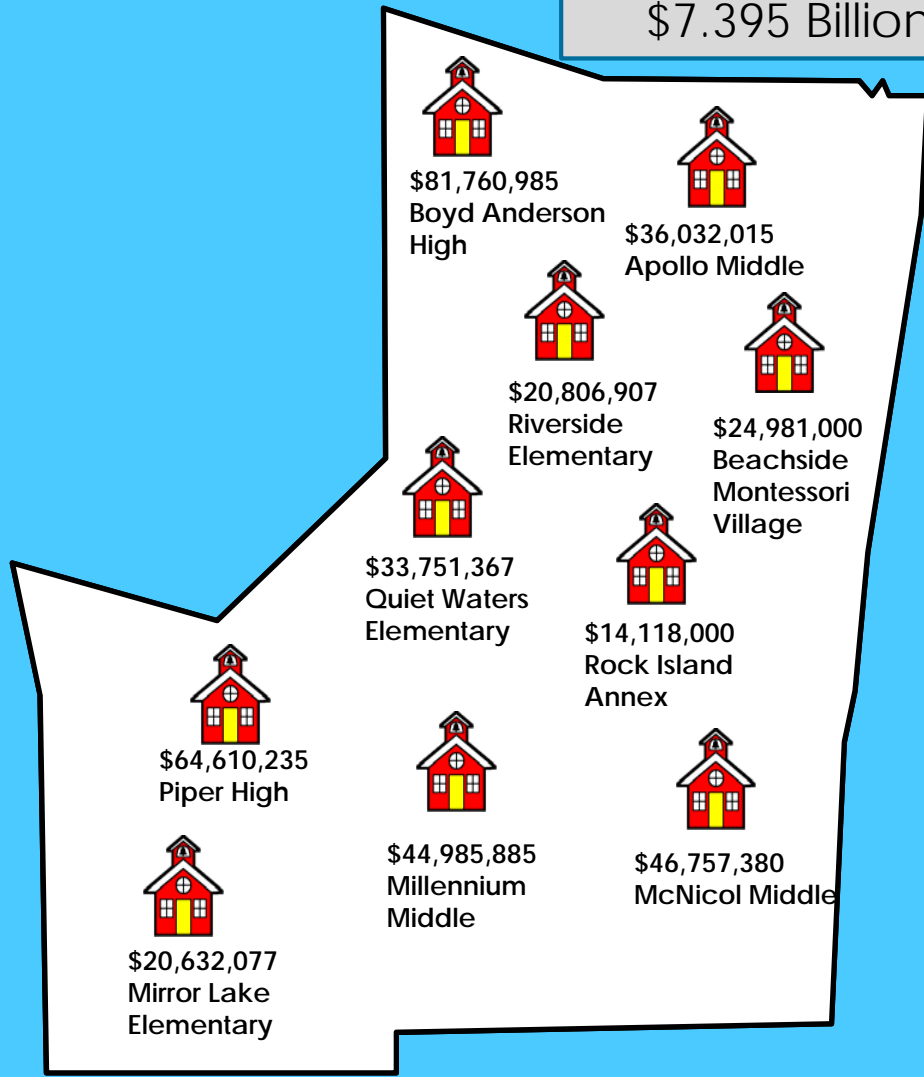 $7.395 Billion
$81,760,985
Boyd Anderson
High
$36,032,015
Apollo Middle
$20,806,907
Riverside
Elementary
$24,981,000
Beachside
Montessori
Village
$33,751,367
Quiet Waters
Elementary
$14,118,000
Rock Island
Annex
$64,610,235
Piper High
$44,985,885
Millennium
Middle
$46,757,380
McNicol Middle
$20,632,077
Mirror Lake
Elementary